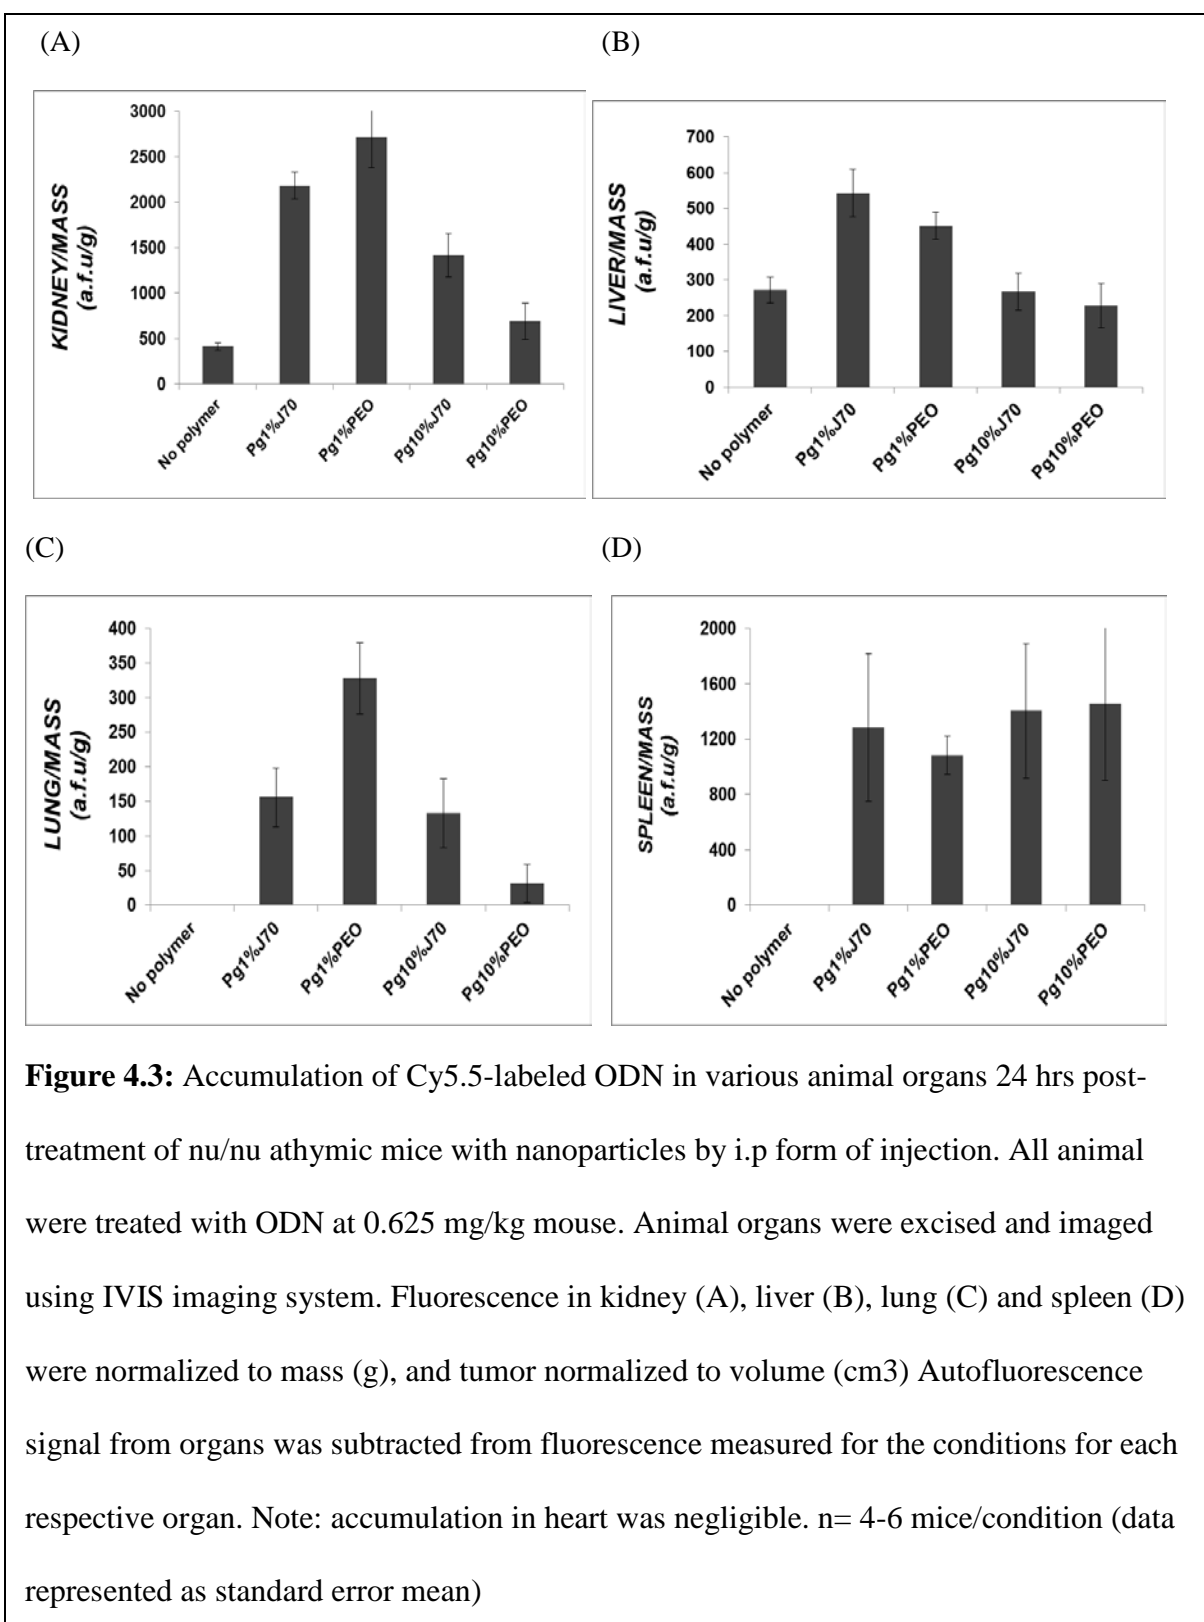 (A)
(B)
KIDNEY/MASS
(a.f.u/g)
3000
2500
2000
1500
1000
500
0
No polymer
Pg1%J70
Pg1%PEO
Pg10%J70
Pg10%PEO
LIVER/MASS
(a.f.u/g)
700
600
500
400
300
200
100
0
No polymer
Pg1%J70
Pg1%PEO
Pg10%J70
Pg10%PEO
(C)
(D)
LUNG/MASS
(a.f.u/g)
400
350
300
250
200
150
100
50
0
No polymer
Pg1%J70
Pg1%PEO
Pg10%J70
Pg10%PEO
SPLEEN/MASS
(a.f.u/g)
2000
1600
1200
800
400
0
No polymer
Pg1%J70
Pg1%PEO
Pg10%J70
Pg10%PEO
Figure 4.3: Accumulation of Cy5.5-labeled ODN in various animal organs 24 hrs post-
treatment of nu/nu athymic mice with nanoparticles by i.p form of injection. All animal
were treated with ODN at 0.625 mg/kg mouse. Animal organs were excised and imaged
using IVIS imaging system. Fluorescence in kidney (A), liver (B), lung (C) and spleen (D)
were normalized to mass (g), and tumor normalized to volume (cm3) Autofluorescence
signal from organs was subtracted from fluorescence measured for the conditions for each
respective organ. Note: accumulation in heart was negligible. n= 4-6 mice/condition (data
represented as standard error mean)